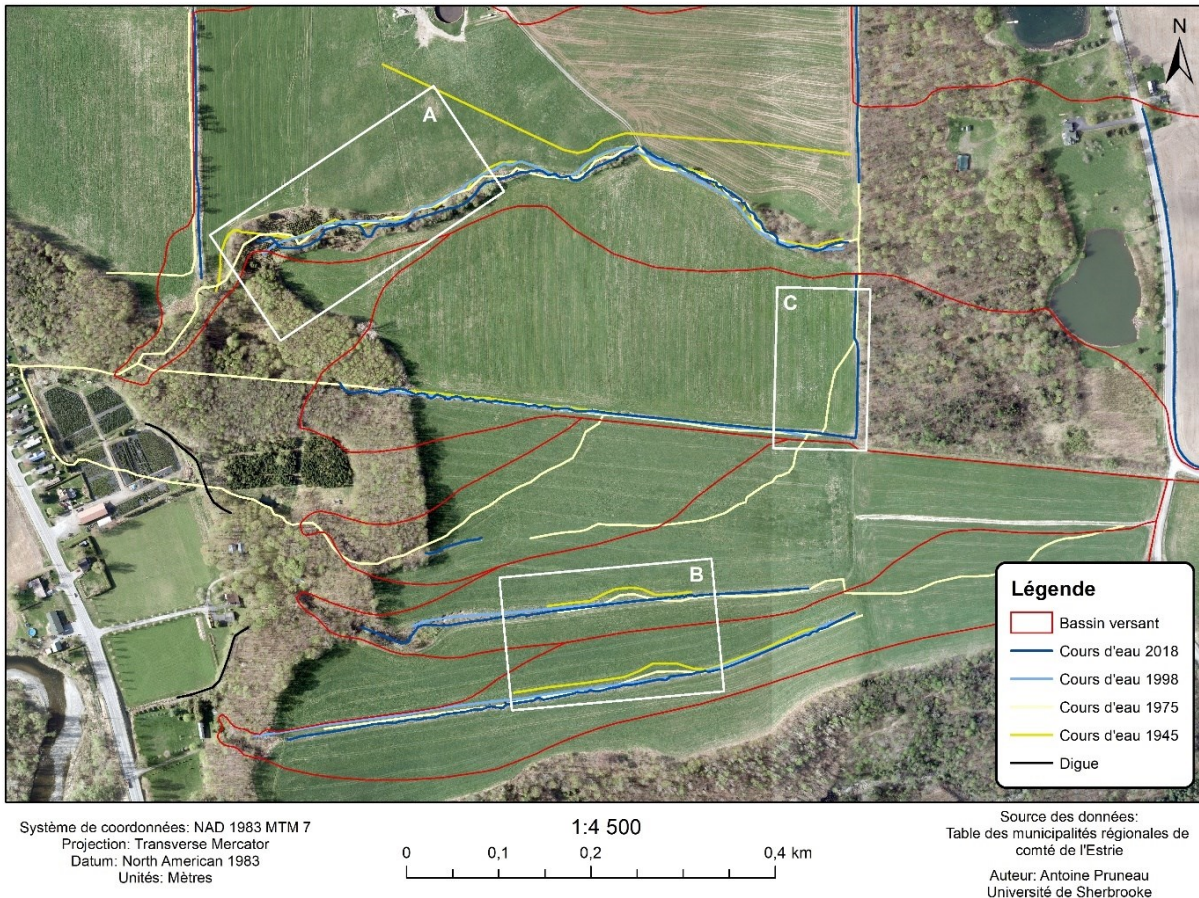 N
A
C
B
Légende
Bassin versant
Cours d'eau 2018
Cours d'eau 1998
Cours d'eau 1975
Cours d'eau 1945
Digue
Système de coordonnées: NAD 1983 MTM 7
Projection: Transverse Mercator
Datum: North American 1983
Unités: Mètres
1:4 500
0 0,1 0,2 0,4 km
Source des données:
Table des municipalités régionales de
comté de l'Estrie
Auteur: Antoine Pruneau
Université de Sherbrooke